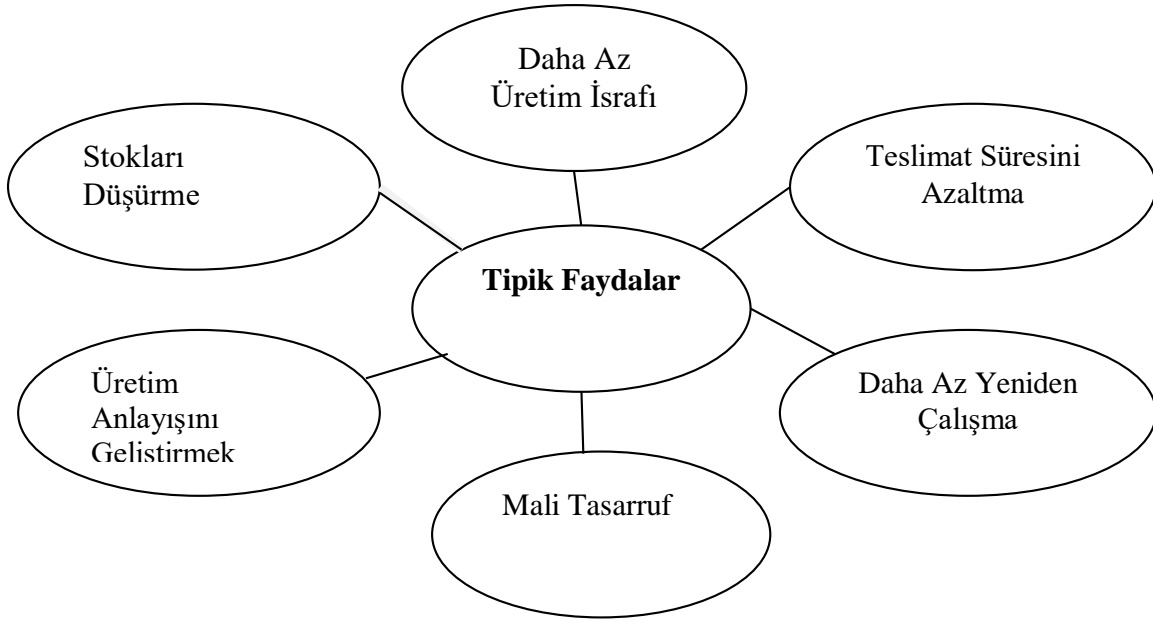 Daha Az
Üretim İsrafı
Stokları
Düşürme
Teslimat Süresini
Azaltma
Tipik Faydalar
Üretim
Anlayışını
Geliştirmek
Daha Az Yeniden
Çalışma
Mali Tasarruf